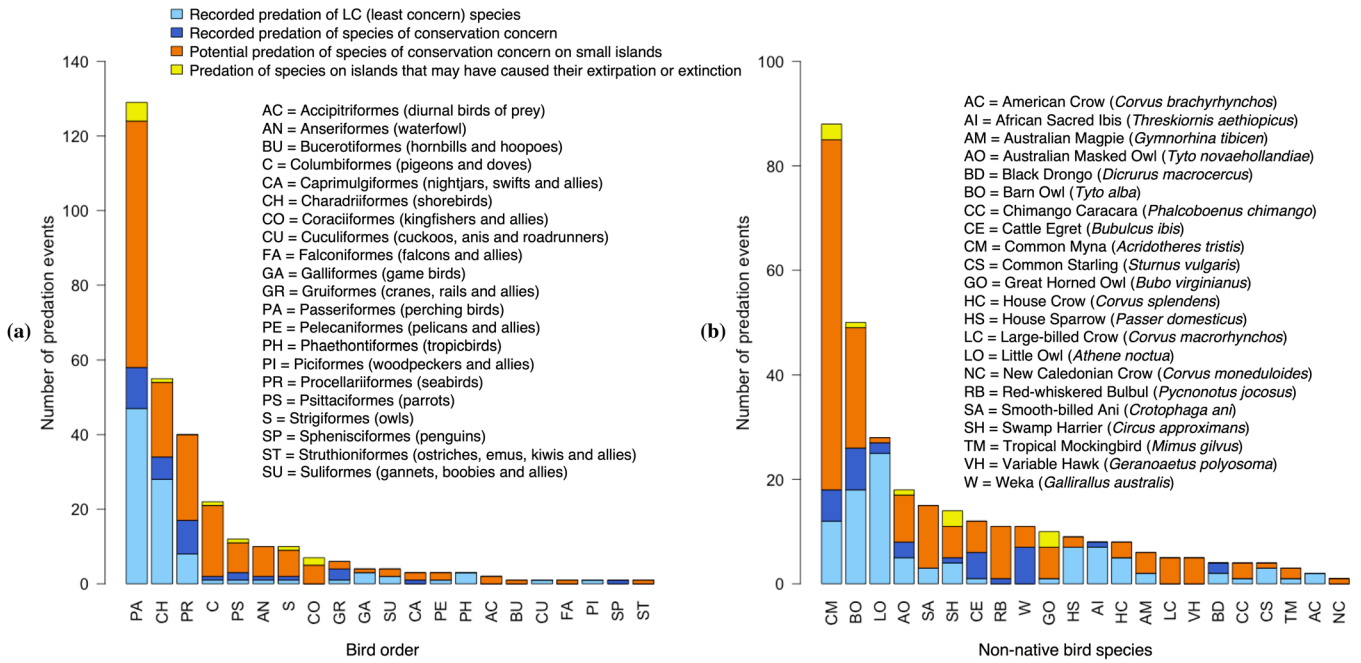 Recorded predation of LC (least concern) species
Recorded predation of species of conservation concern
Potential predation of species of conservation concern on small islands
Predation of species on islands that may have caused their extirpation or extinction
(a)
Number of predation events
140
120
100
80
60
40
20
0
AC = Accipitriformes (diurnal birds of prey)
AN = Anseriformes (waterfowl)
BU = Bucerotiformes (hornbills and hoopoes)
C = Columbiformes (pigeons and doves)
CA = Caprimulgiformes (nightjars, swifts and allies)
CH = Charadriiformes (shorebirds)
CO = Coraciiformes (kingfishers and allies)
CU = Cuculiformes (cuckoos, anis and roadrunners)
FA = Falconiformes (falcons and allies)
GA = Galliformes (game birds)
GR = Gruiformes (cranes, rails and allies)
PA = Passeriformes (perching birds)
PE = Pelecaniformes (pelicans and allies)
PH = Phaethontiformes (tropicbirds)
PI = Piciformes (woodpeckers and allies)
PR = Procellariiformes (seabirds)
PS = Psittaciformes (parrots)
S = Strigiformes (owls)
SP = Sphenisciformes (penguins)
ST = Struthioniformes (ostriches, emus, kiwis and allies)
SU = Suliformes (gannets, boobies and allies)
PA CH PR C PS AN S CO GR GA SU CA PE PH AC BU CU FA PI SP ST
Bird order
(b)
Number of predation events
100
80
60
40
20
0
AC = American Crow (Corvus brachyrhynchos)
AI = African Sacred Ibis (Threskiornis aethiopicus)
AM = Australian Magpie (Gymnorhina tibicen)
AO = Australian Masked Owl (Tyto novaehollandiae)
BD = Black Drongo (Dicrurus macrocercus)
BO = Barn Owl (Tyto alba)
CC = Chimango Caracara (Phalcoboenus chimango)
CE = Cattle Egret (Bubulcus ibis)
CM = Common Myna (Acridotheres tristis)
CS = Common Starling (Sturnus vulgaris)
GO = Great Horned Owl (Bubo virginianus)
HC = House Crow (Corvus splendens)
HS = House Sparrow (Passer domesticus)
LC = Large-billed Crow (Corvus macrorhynchos)
LO = Little Owl (Athene noctua)
NC = New Caledonian Crow (Corvus moneduloides)
RB = Red-whiskered Bulbul (Pycnonotus jocosus)
SA = Smooth-billed Ani (Crotophaga ani)
SH = Swamp Harrier (Circus approximans)
TM = Tropical Mockingbird (Mimus gilvus)
VH = Variable Hawk (Geranoaetus polyosoma)
W = Weka (Gallirallus australis)
CM BO LO AO SA SH CE RB W GO HS AI HC AM LC VH BD CC CS TM AC NC
Non-native bird species